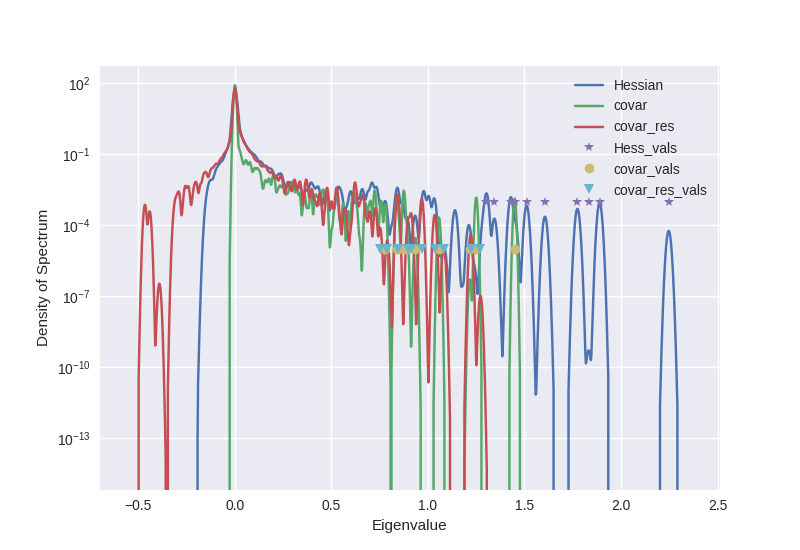 10^2
10^-1
10^-4
10^-7
10^-10
10^-13
Density of Spectrum
Hessian
covar
covar_res
Hess_vals
covar_vals
covar_res_vals
−0.5 0.0 0.5 1.0 1.5 2.0 2.5
Eigenvalue